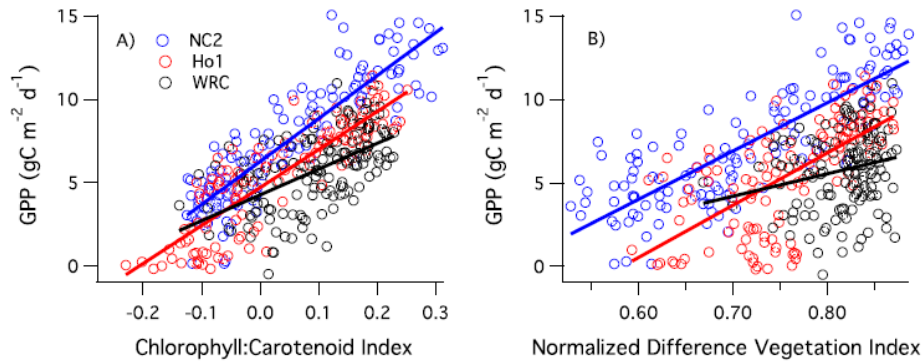 A)
NC2
Ho1
WRC
GPP (gC m⁻² d⁻¹)
15
10
5
0
-0.2 -0.1 0.0 0.1 0.2 0.3
Chlorophyll:Carotenoid Index
B)
GPP (gC m⁻² d⁻¹)
15
10
5
0
0.60 0.70 0.80
Normalized Difference Vegetation Index